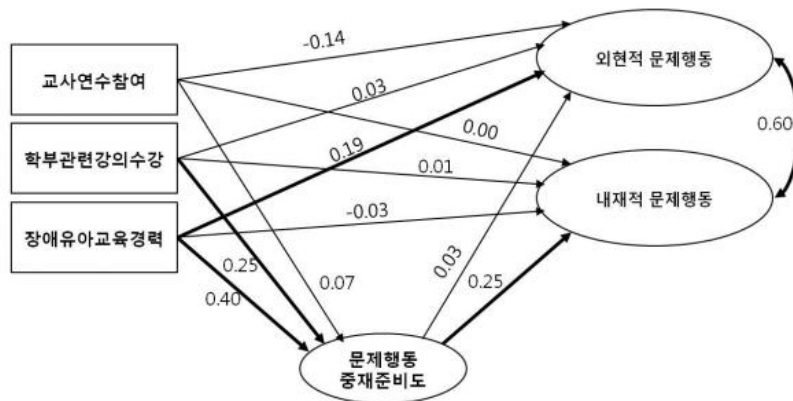 -0.14
외현적 문제행동
교사연수참여
0.03
0.60
0.00
학부관련강의수강
0.19
0.01
내재적 문제행동
장애유아교육경력
-0.03
0.25
0.03
0.40
0.07
0.25
문제행동
중재준비도